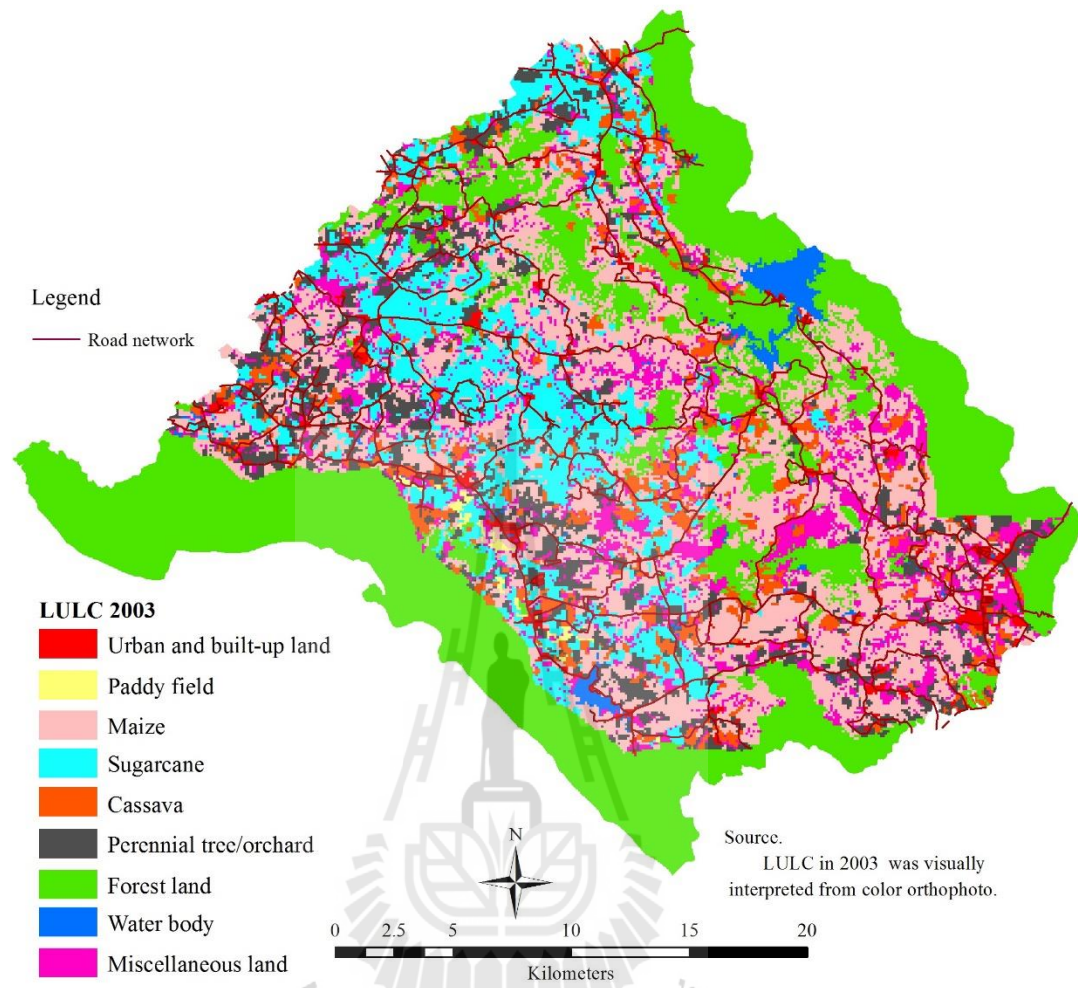 Legend
Road network
LULC 2003
Urban and built-up land
Paddy field
Maize
Sugarcane
Cassava
Perennial tree/orchard
Forest land
Water body
Miscellaneous land
N
Source.
LULC in 2003 was visually
interpreted from color orthophoto.
0 2.5 5 10 15 20
Kilometers